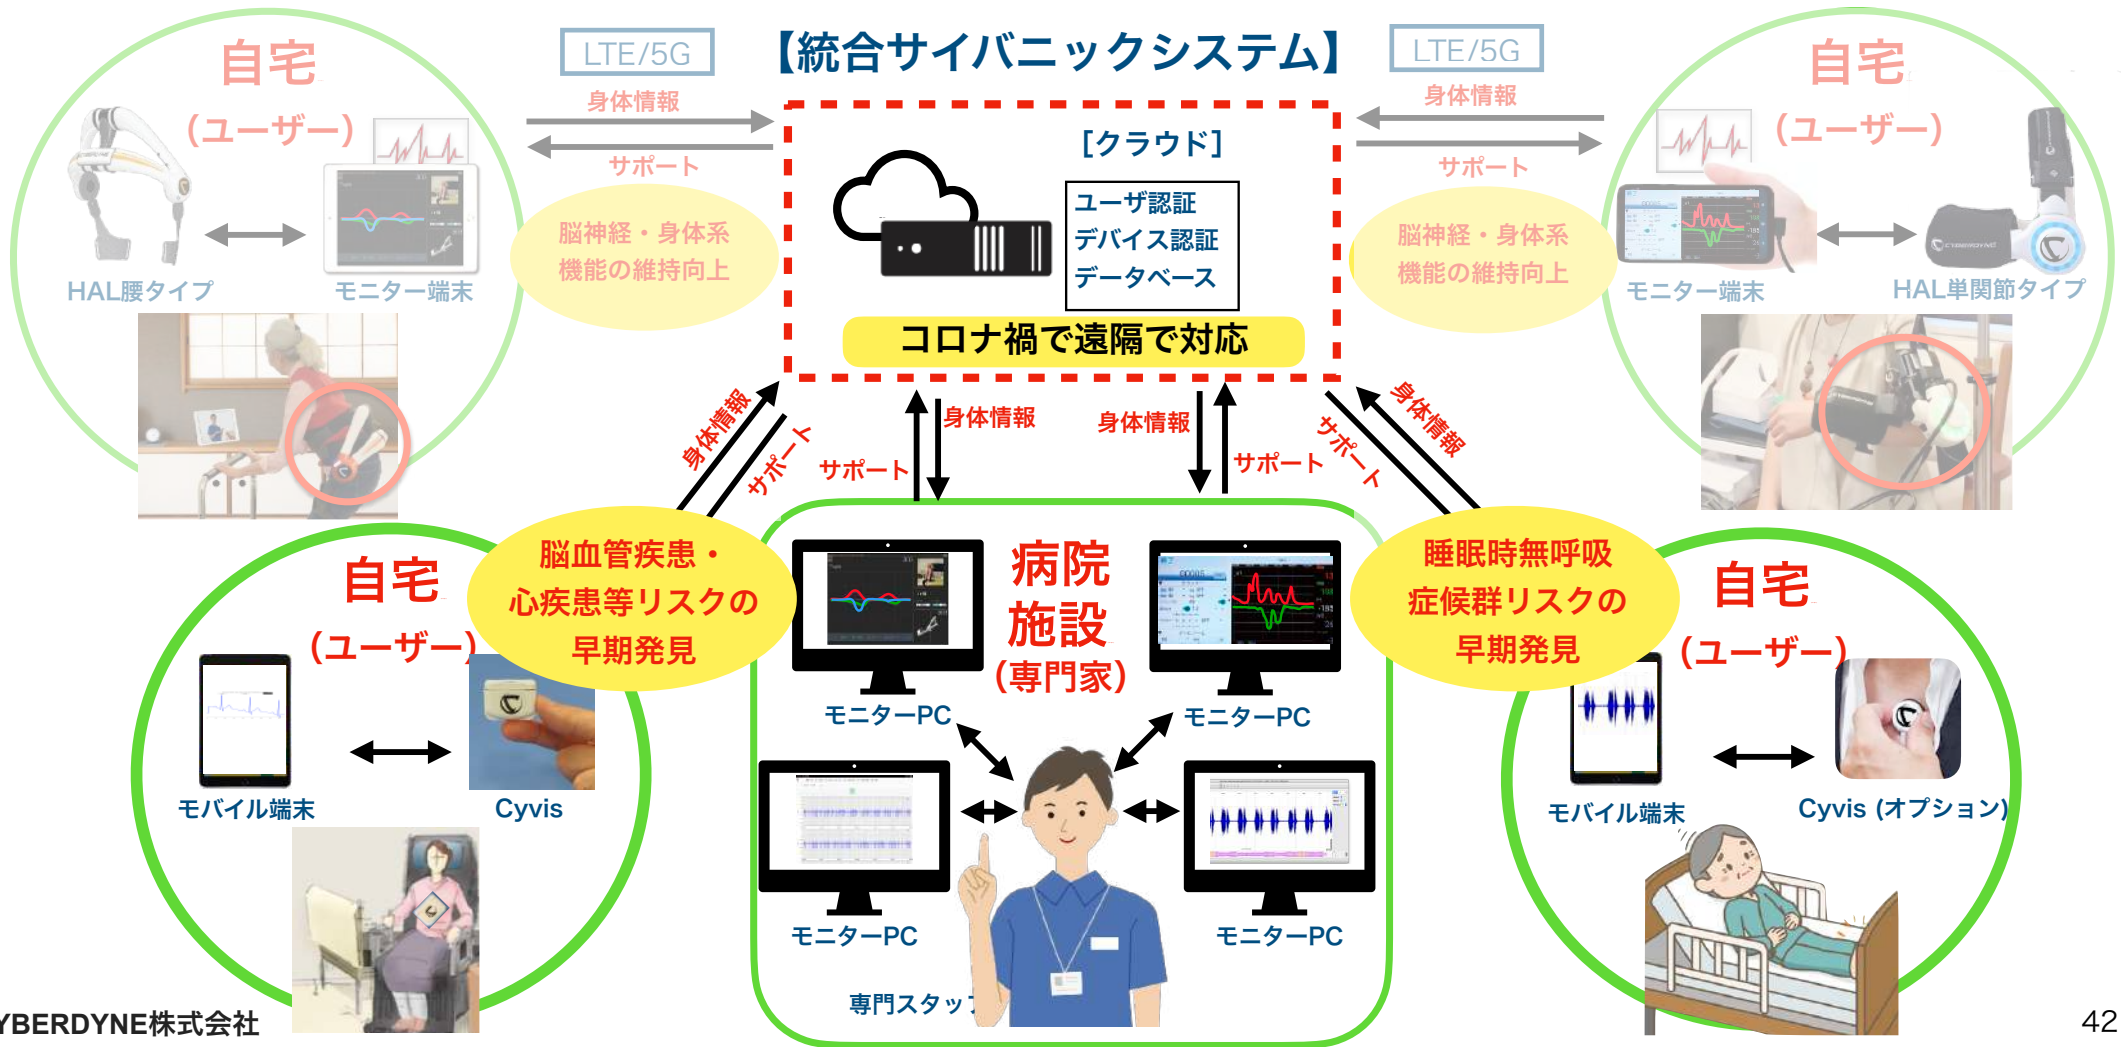 【統合サイバニックシステム】
自宅
(ユーザー)
HAL腰タイプ
モニター端末
LTE/5G
身体情報
サポート
脳神経・身体系
機能の維持向上
[クラウド]
ユーザ認証
デバイス認証
データベース
コロナ禍で遠隔で対応
LTE/5G
身体情報
サポート
脳神経・身体系
機能の維持向上
自宅
(ユーザー)
モニター端末
HAL単関節タイプ
CYBERDYNE
身体情報
サポート
サポート
身体情報
身体情報
サポート
サポート
身体情報
自宅
(ユーザー)
脳血管疾患・
心疾患等リスクの
早期発見
モバイル端末
Cyvis
病院
施設
(専門家)
モニターPC
モニターPC
モニターPC
モニターPC
専門スタッフ
睡眠時無呼吸
症候群リスクの
早期発見
自宅
(ユーザー)
モバイル端末
Cyvis (オプション)
YBERDYNE株式会社
42